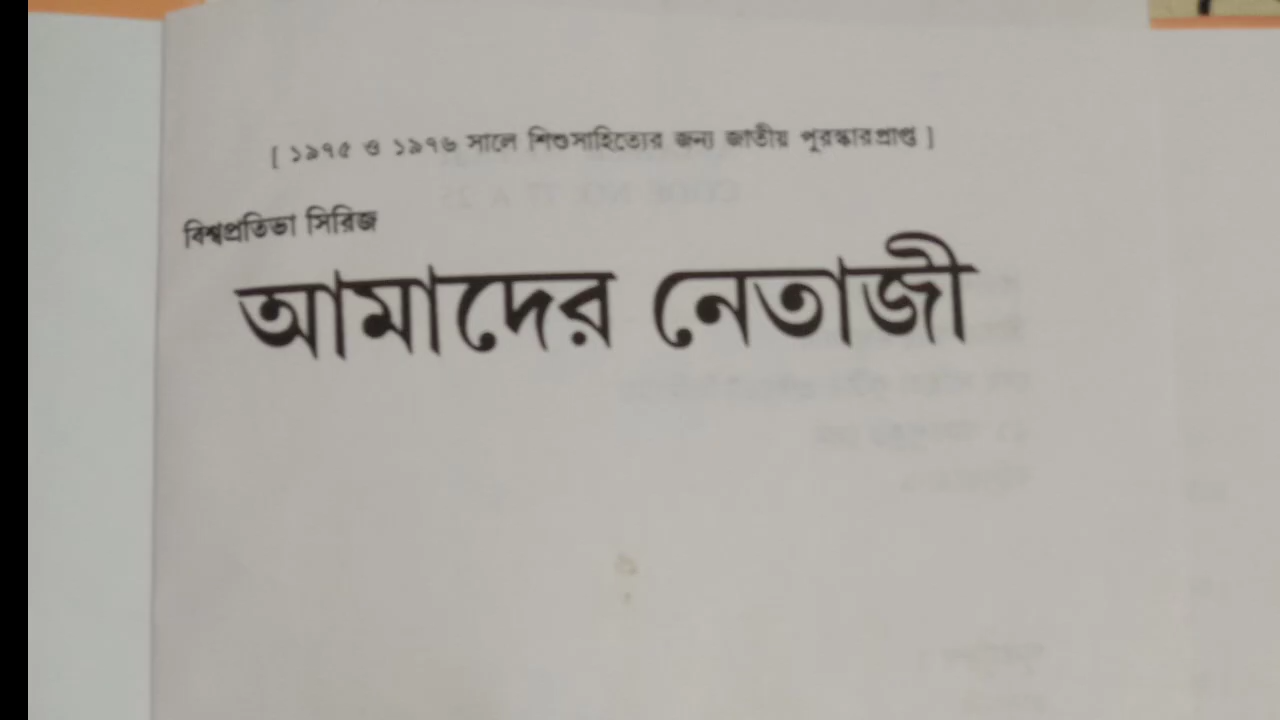 [ ১৯৭৫ ও ১৯৭৬ সালে শিশুসাহিত্যের জন্য জাতীয় পুরস্কারপ্রাপ্ত ]
বিশ্বপ্রতিভা সিরিজ
আমাদের নেতাজী